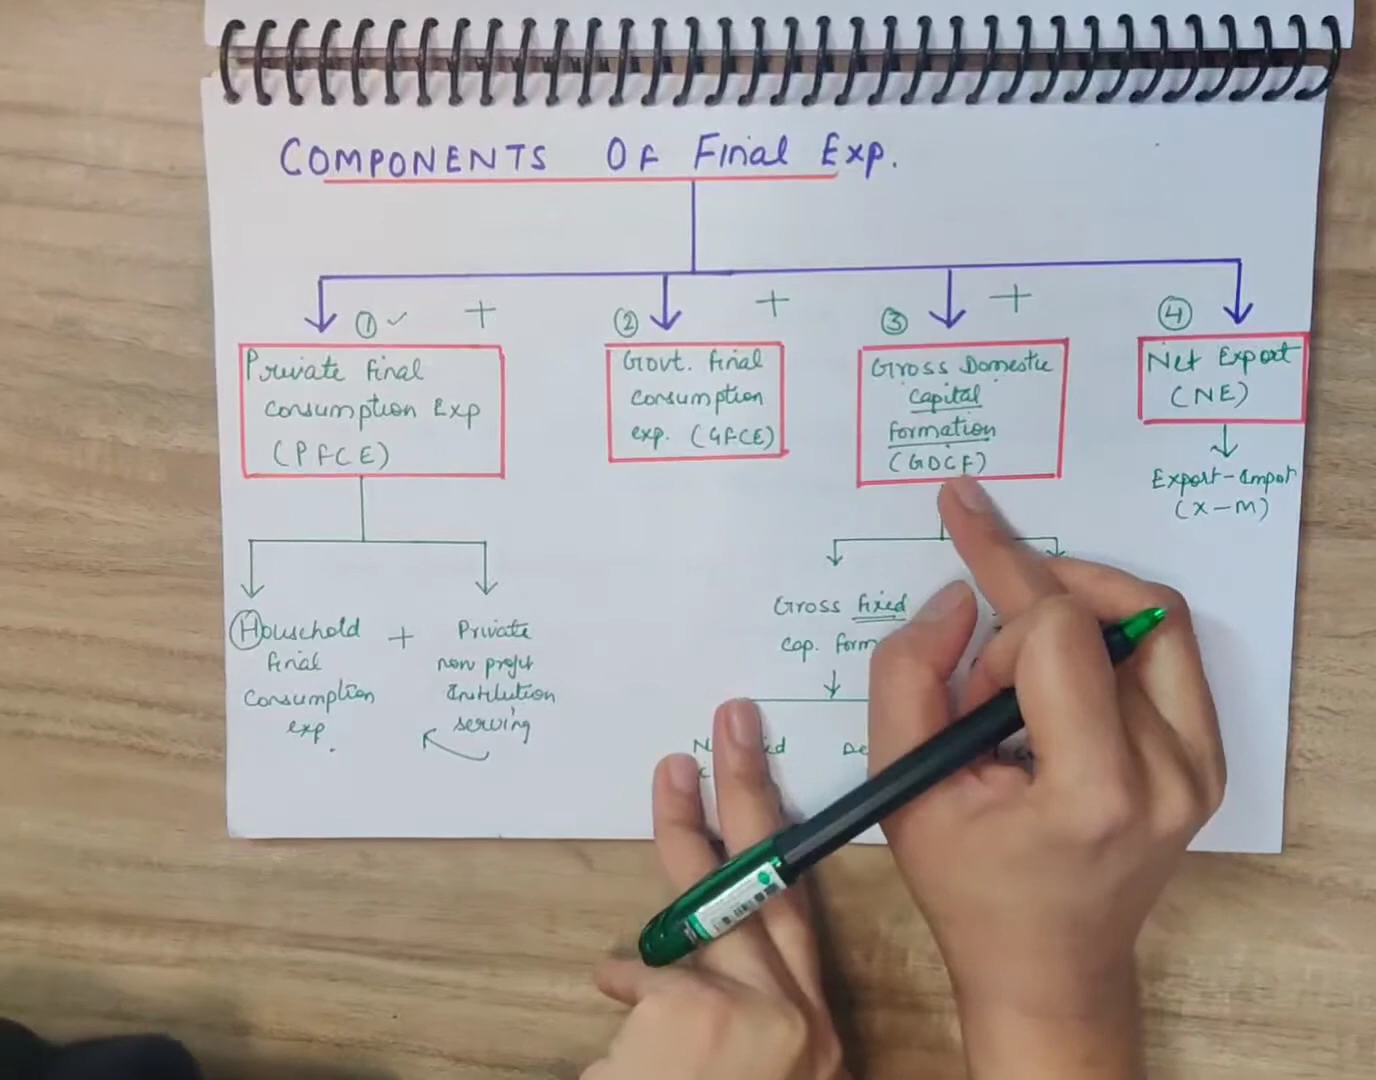 COMPONENTS OF Final Exp.
① ✓ +
② +
③ +
④
Private final
consumption Exp
(PFCE)
Govt. final
consumption
exp. (GFCE)
Gross Domestic
capital
formation
(GDCF)
Net Export
(NE)
Export-Import
(X-M)
Household
final
consumption
exp.
+
Private
non profit
institution
serving
Gross fixed
cap. form